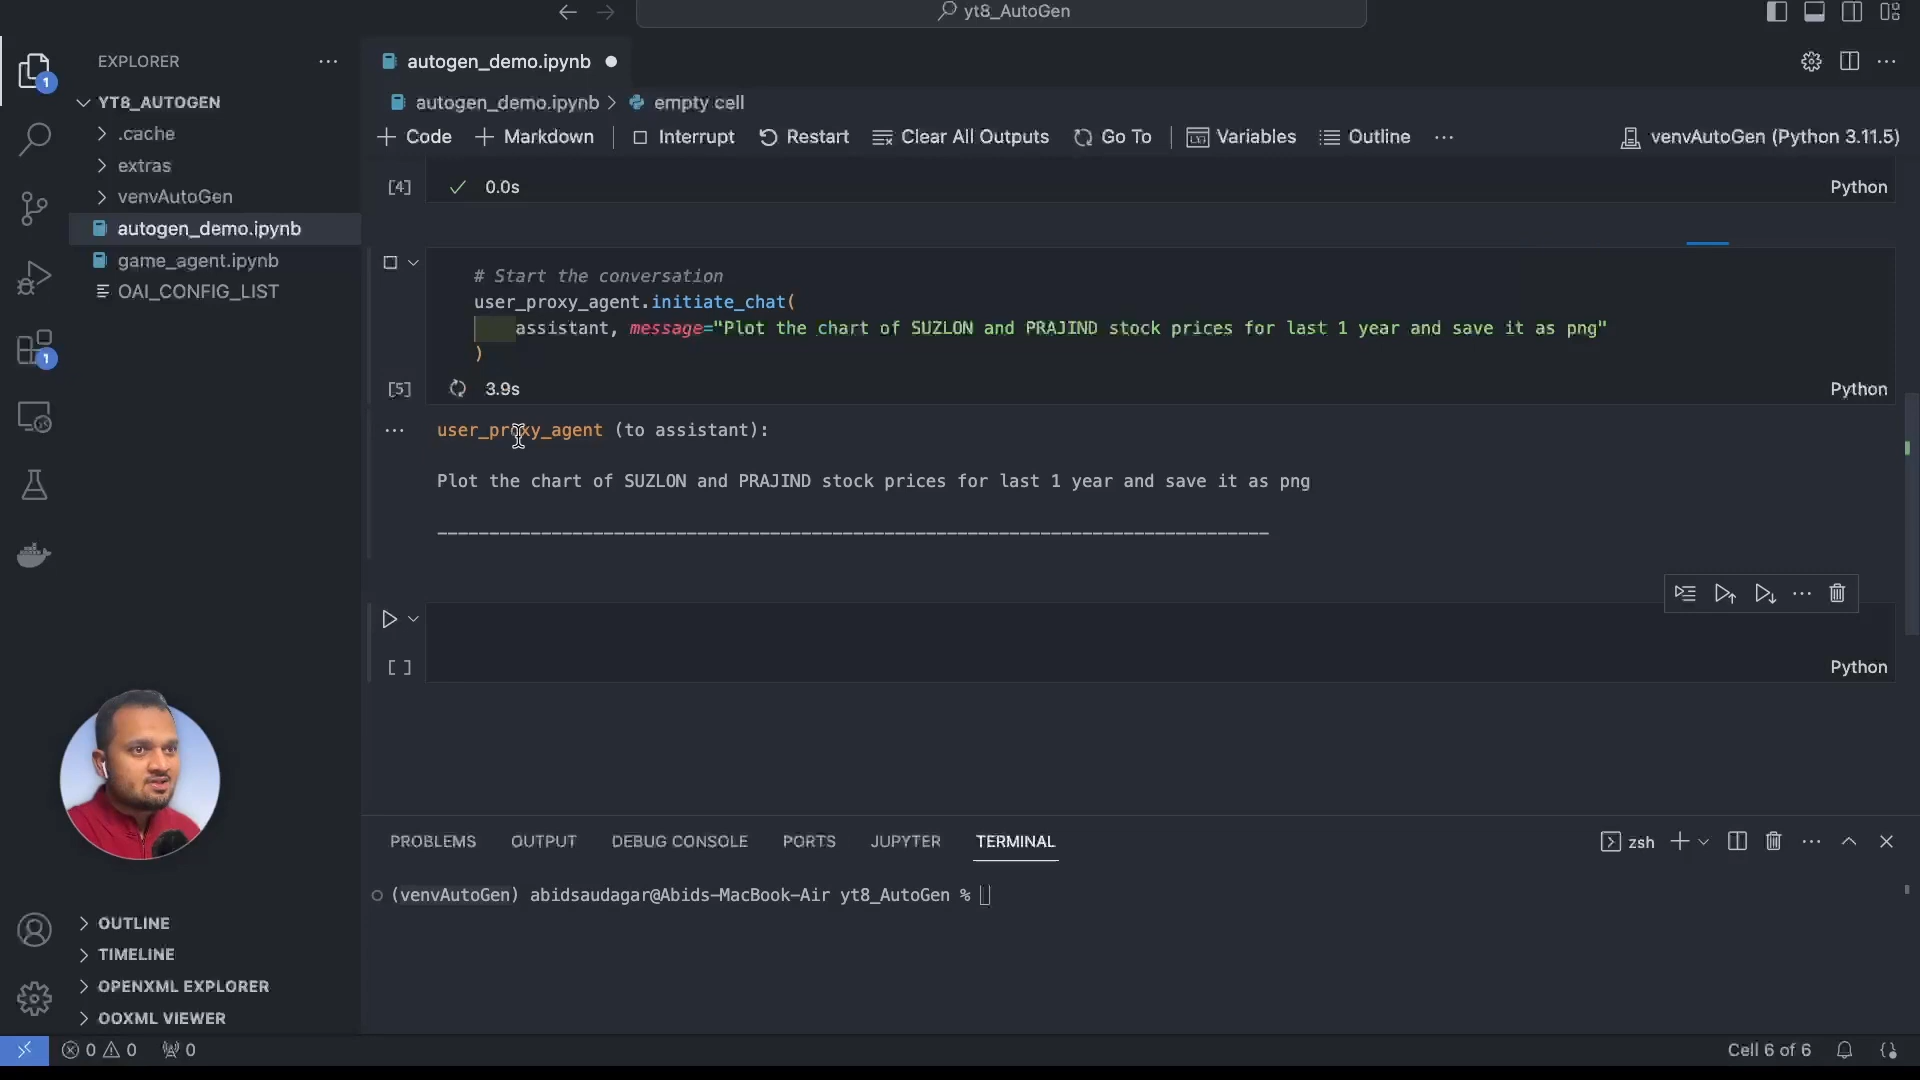 yt8_AutoGen
EXPLORER
autogen_demo.ipynb
YT8_AUTOGEN
autogen_demo.ipynb > empty cell
.cache
+ Code + Markdown Interrupt Restart Clear All Outputs Go To Variables Outline ... venvAutoGen (Python 3.11.5)
extras
venvAutoGen
[4] 0.0s Python
autogen_demo.ipynb
game_agent.ipynb
OAI_CONFIG_LIST
# Start the conversation
user_proxy_agent.initiate_chat(
assistant, message="Plot the chart of SUZLON and PRAJIND stock prices for last 1 year and save it as png"
)
[5] 3.9s Python
user_proxy_agent (to assistant):
Plot the chart of SUZLON and PRAJIND stock prices for last 1 year and save it as png
--------------------------------------------------------------------------------
[ ] Python
PROBLEMS OUTPUT DEBUG CONSOLE PORTS JUPYTER TERMINAL
zsh
(venvAutoGen) abidsaudagar@Abids-MacBook-Air yt8_AutoGen %
OUTLINE
TIMELINE
OPENXML EXPLORER
OOXML VIEWER
1
1
0 0 0 Cell 6 of 6